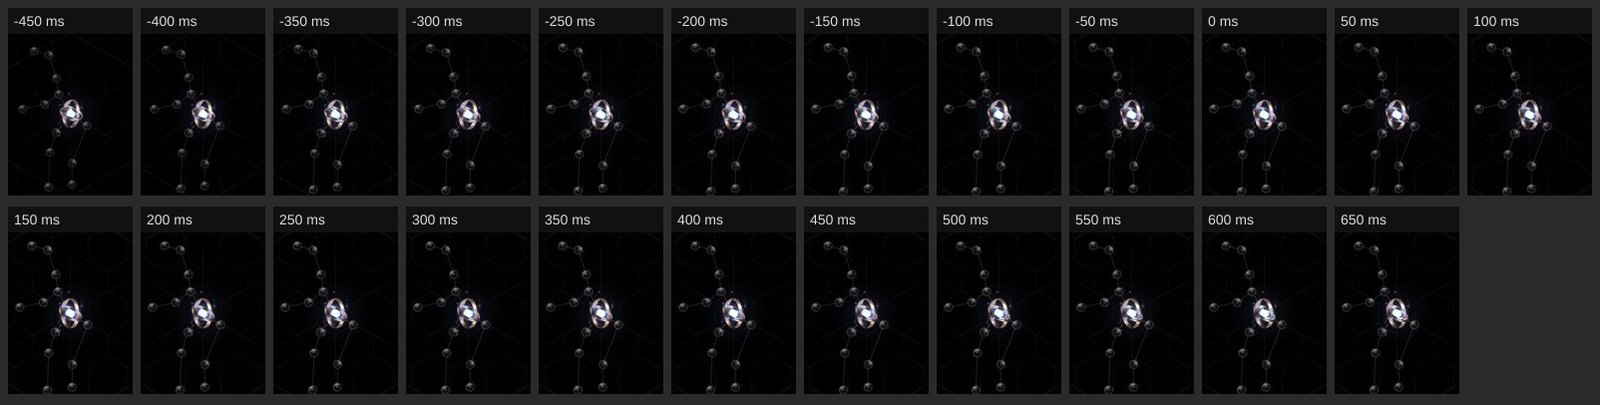 -450 ms
-400 ms
-350 ms
-300 ms
-250 ms
-200 ms
-150 ms
-100 ms
-50 ms
0 ms
50 ms
100 ms
150 ms
200 ms
250 ms
300 ms
350 ms
400 ms
450 ms
500 ms
550 ms
600 ms
650 ms